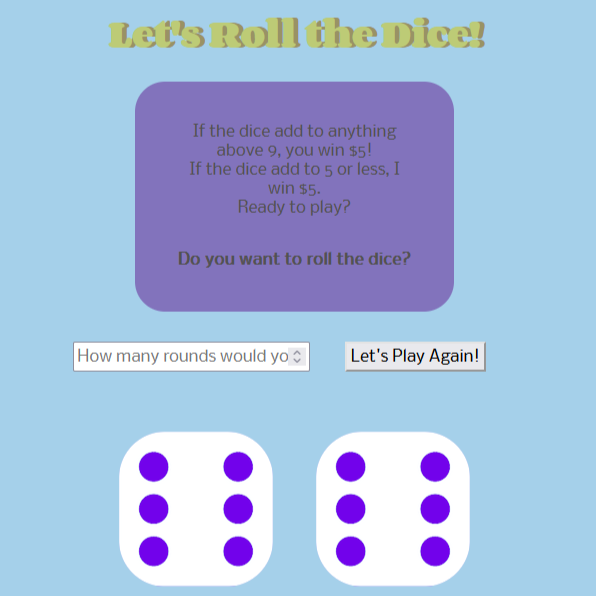 Let's Roll the Dice!
If the dice add to anything
above 9, you win $5!
If the dice add to 5 or less, I
win $5.
Ready to play?
Do you want to roll the dice?
How many rounds would yo
Let's Play Again!